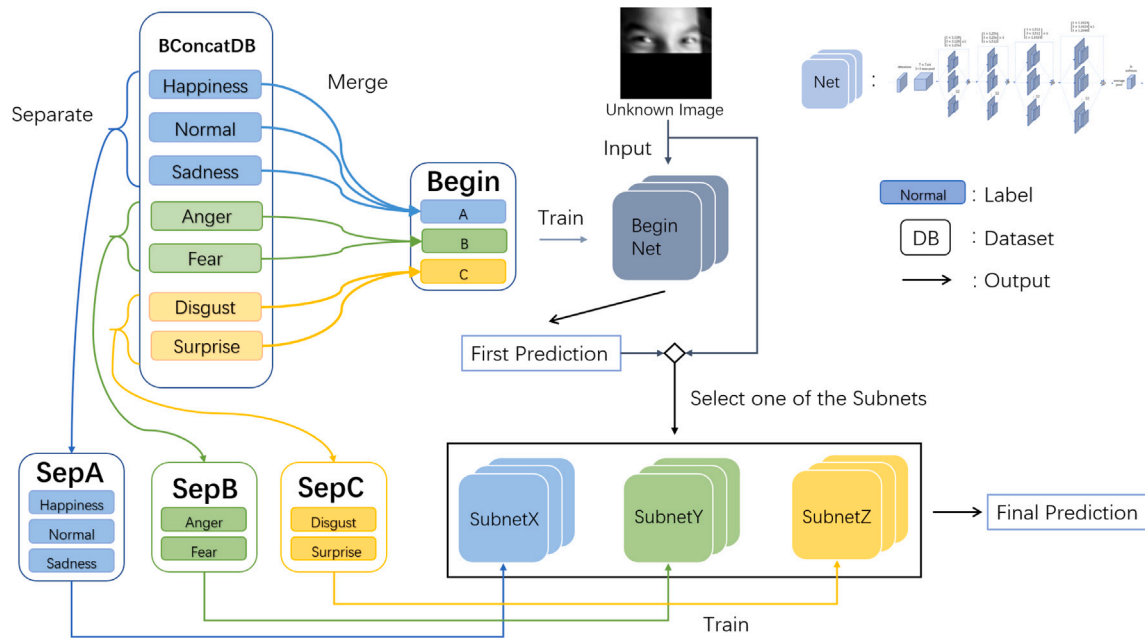 BConcatDB
Happiness
Normal
Sadness
Anger
Fear
Disgust
Surprise
Separate
Merge
Begin
A
B
C
Train
Unknown Image
Input
Begin
Net
First Prediction
Select one of the Subnets
Net
:
Normal
: Label
DB
: Dataset
: Output
SepA
Happiness
Normal
Sadness
SepB
Anger
Fear
SepC
Disgust
Surprise
SubnetX
SubnetY
SubnetZ
Final Prediction
Train